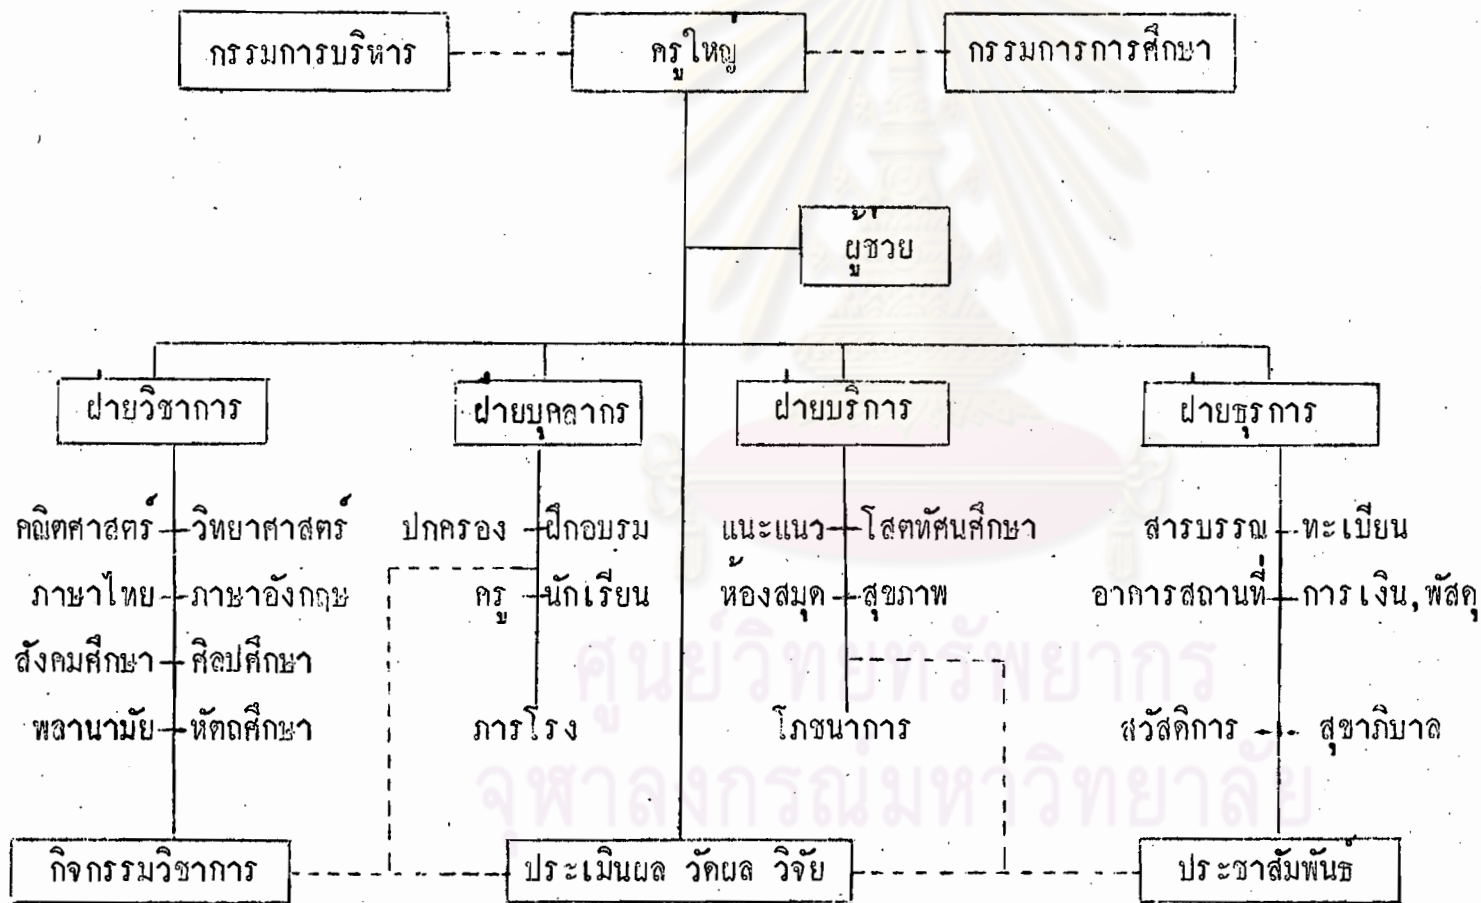 กรรมการบริหาร ครูใหญ่ กรรมการการศึกษา
ผู้ช่วย
ฝ่ายวิชาการ ฝ่ายบุคลากร ฝ่ายบริการ ฝ่ายธุรการ
คณิตศาสตร์ วิทยาศาสตร์ ปกครอง ฝึกอบรม แนะแนว โสตทัศนศึกษา สารบรรณ ทะเบียน
ภาษาไทย ภาษาอังกฤษ ครู นักเรียน ห้องสมุด สุขภาพ อาคารสถานที่ การเงิน, พัสดุ
สังคมศึกษา ศิลปศึกษา
พลานามัย หัตถศึกษา ภารโรง โภชนาการ สวัสดิการ สุขาภิบาล
กิจกรรมวิชาการ ประเมินผล วัดผล วิจัย ประชาสัมพันธ์
ศูนย์วิทยทรัพยากร
จุฬาลงกรณ์มหาวิทยาลัย